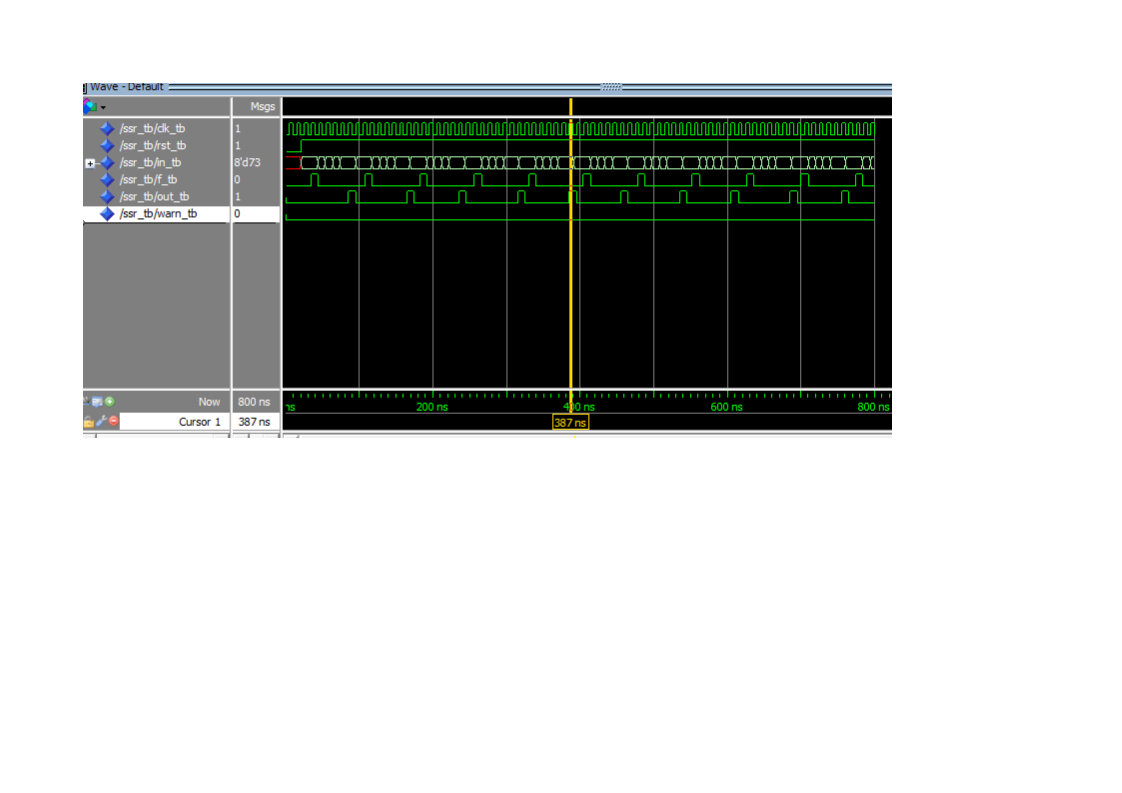 Wave - Default
Msgs
/ssr_tb/clk_tb 1
/ssr_tb/rst_tb 1
/ssr_tb/in_tb 8'd73
/ssr_tb/f_tb 0
/ssr_tb/out_tb 1
/ssr_tb/warn_tb 0
Now 800 ns ns 200 ns 400 ns 600 ns 800 ns
Cursor 1 387 ns 387 ns